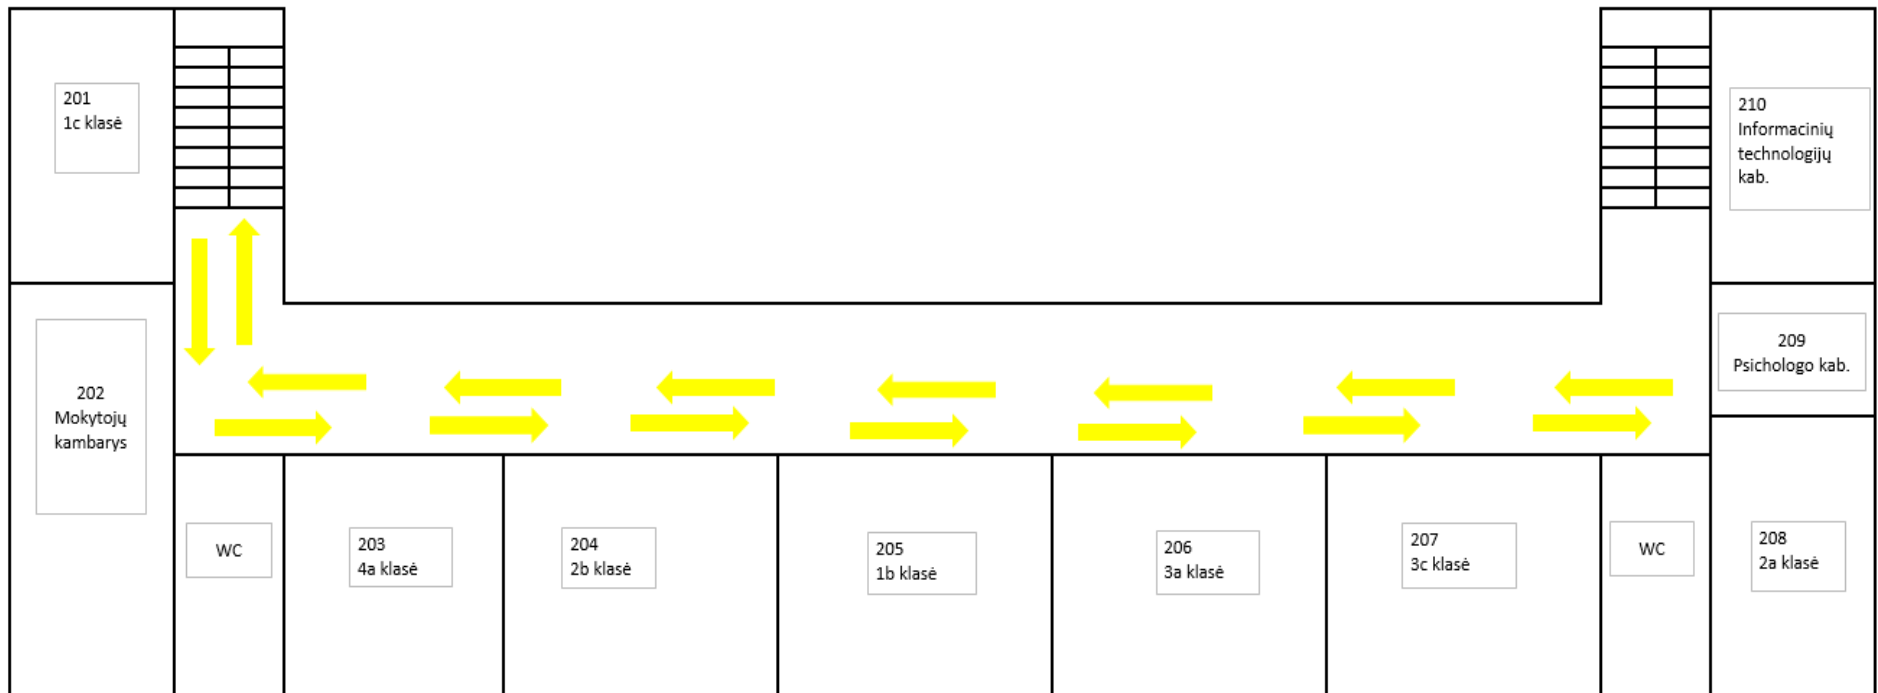 201
1c klasė
210
Informacinių
technologijų
kab.
209
Psichologo kab.
202
Mokytojų
kambarys
WC
203
4a klasė
204
2b klasė
205
1b klasė
206
3a klasė
207
3c klasė
WC
208
2a klasė